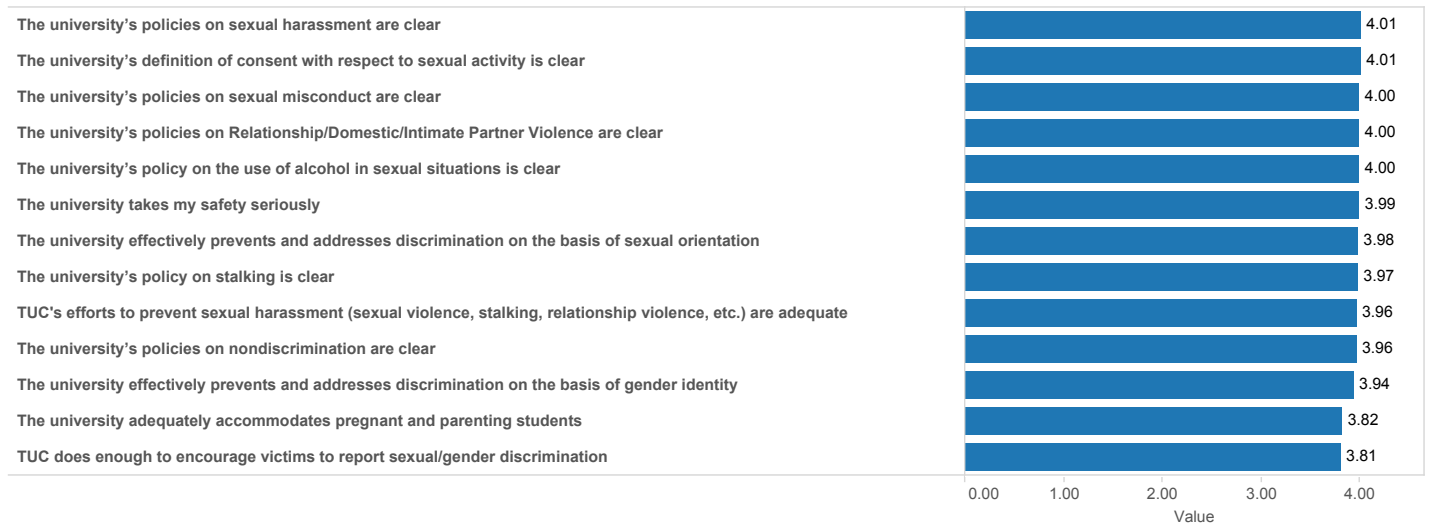 The university’s policies on sexual harassment are clear 4.01
The university’s definition of consent with respect to sexual activity is clear 4.01
The university’s policies on sexual misconduct are clear 4.00
The university’s policies on Relationship/Domestic/Intimate Partner Violence are clear 4.00
The university’s policy on the use of alcohol in sexual situations is clear 4.00
The university takes my safety seriously 3.99
The university effectively prevents and addresses discrimination on the basis of sexual orientation 3.98
The university’s policy on stalking is clear 3.97
TUC's efforts to prevent sexual harassment (sexual violence, stalking, relationship violence, etc.) are adequate 3.96
The university’s policies on nondiscrimination are clear 3.96
The university effectively prevents and addresses discrimination on the basis of gender identity 3.94
The university adequately accommodates pregnant and parenting students 3.82
TUC does enough to encourage victims to report sexual/gender discrimination 3.81
0.00 1.00 2.00 3.00 4.00
Value